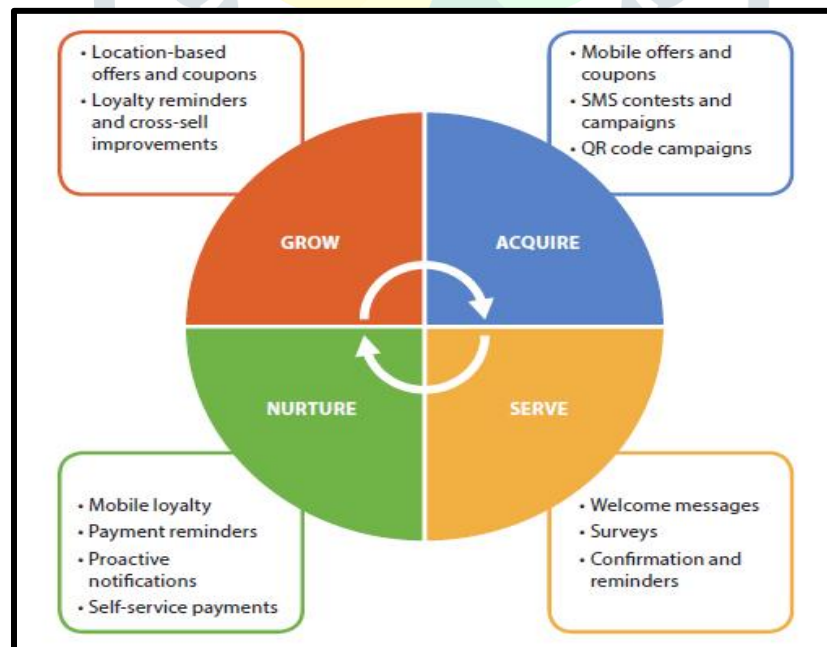 • Location-based
offers and coupons
• Loyalty reminders
and cross-sell
improvements
• Mobile offers and
coupons
• SMS contests and
campaigns
• QR code campaigns
GROW
ACQUIRE
NURTURE
SERVE
• Mobile loyalty
• Payment reminders
• Proactive
notifications
• Self-service payments
• Welcome messages
• Surveys
• Confirmation and
reminders